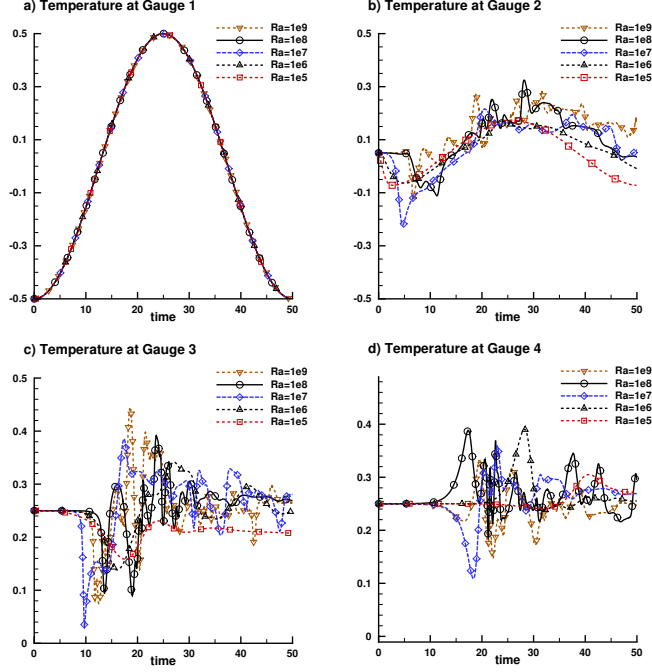 a) Temperature at Gauge 1
Ra=1e9
Ra=1e8
Ra=1e7
Ra=1e6
Ra=1e5
0.5
0.3
0.1
-0.1
-0.3
-0.5
0 10 20 30 40 50
time
b) Temperature at Gauge 2
Ra=1e9
Ra=1e8
Ra=1e7
Ra=1e6
Ra=1e5
0.5
0.3
0.1
-0.1
-0.3
-0.5
0 10 20 30 40 50
time
c) Temperature at Gauge 3
Ra=1e9
Ra=1e8
Ra=1e7
Ra=1e6
Ra=1e5
0.5
0.4
0.3
0.2
0.1
0
0 10 20 30 40 50
time
d) Temperature at Gauge 4
Ra=1e9
Ra=1e8
Ra=1e7
Ra=1e6
Ra=1e5
0.4
0.3
0.2
0.1
0
0 10 20 30 40 50
time